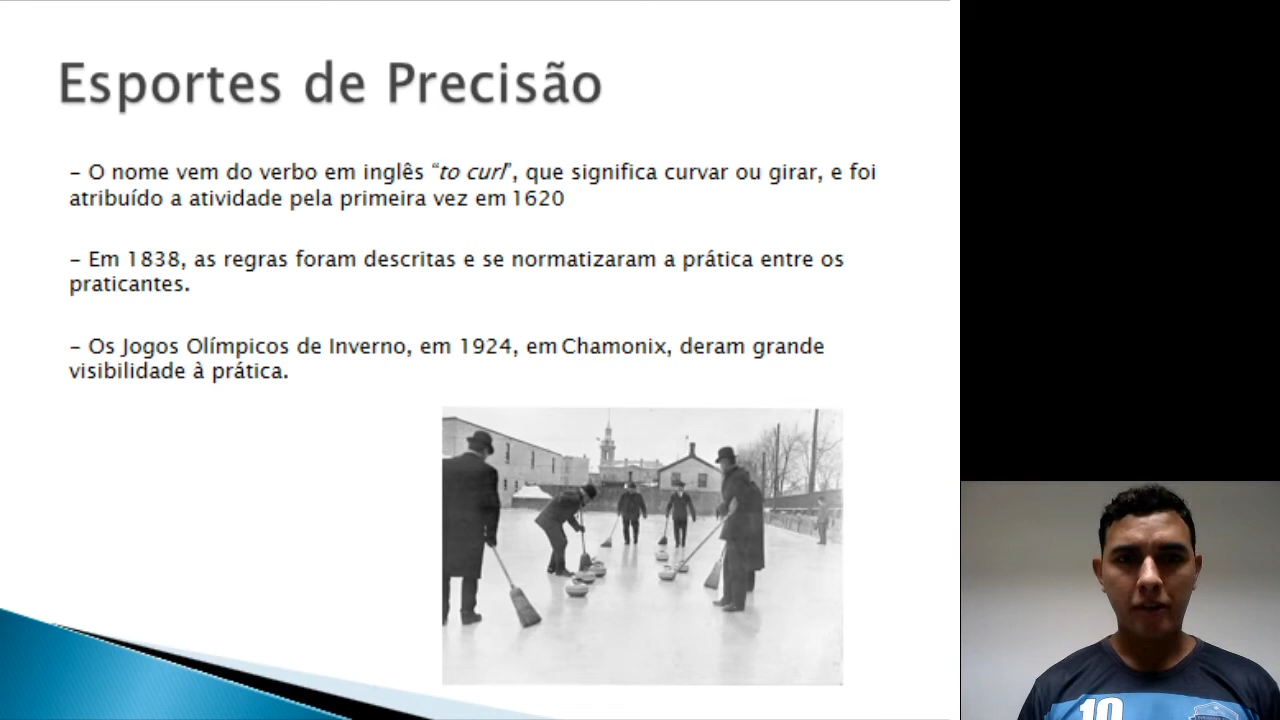 Esportes de Precisão
- O nome vem do verbo em inglês “to curl”, que significa curvar ou girar, e foi
atribuído a atividade pela primeira vez em 1620
- Em 1838, as regras foram descritas e se normatizaram a prática entre os
praticantes.
- Os Jogos Olímpicos de Inverno, em 1924, em Chamonix, deram grande
visibilidade à prática.
10